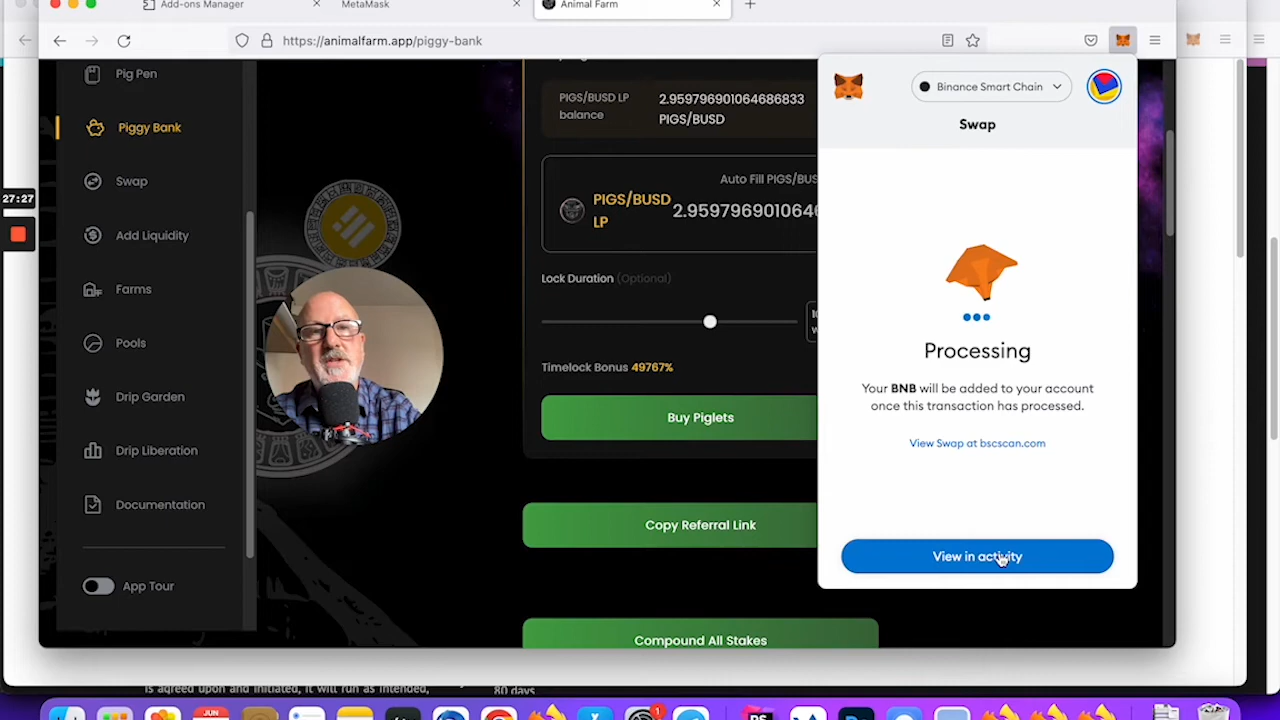 Add-ons Manager
MetaMask
Animal Farm
https://animalfarm.app/piggy-bank
Pig Pen
Piggy Bank
Swap
Add Liquidity
Farms
Pools
Drip Garden
Drip Liberation
Documentation
App Tour
27:27
PIGS/BUSD LP
balance
2.959796901064686833
PIGS/BUSD
Auto Fill PIGS/BUS
PIGS/BUSD
LP
2.9597969010646
Lock Duration (Optional)
Timelock Bonus 49767%
Buy Piglets
Copy Referral Link
Compound All Stakes
Binance Smart Chain
Swap
Processing
Your BNB will be added to your account
once this transaction has processed.
View Swap at bscscan.com
View in activity
is agreed upon and initiated, it will run as intended,
80 days
JUN
1